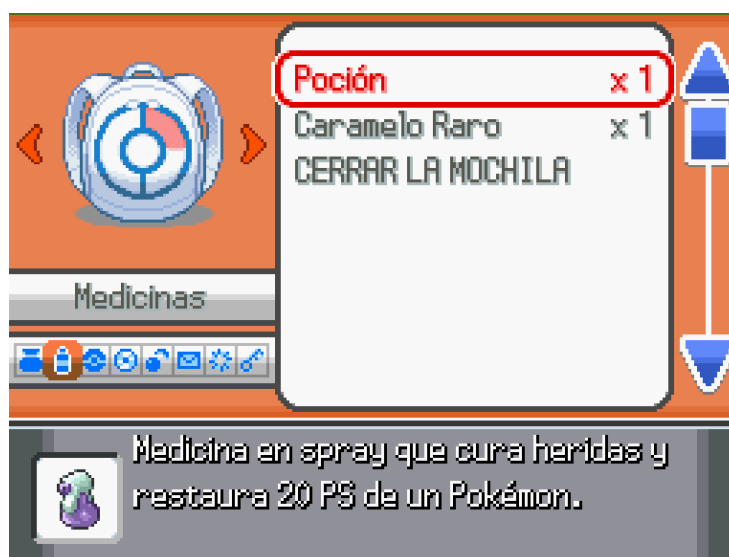 Poción x 1
Caramelo Raro x 1
CERRAR LA MOCHILA
Medicinas
Medicina en spray que cura heridas y
restaura 20 PS de un Pokémon.